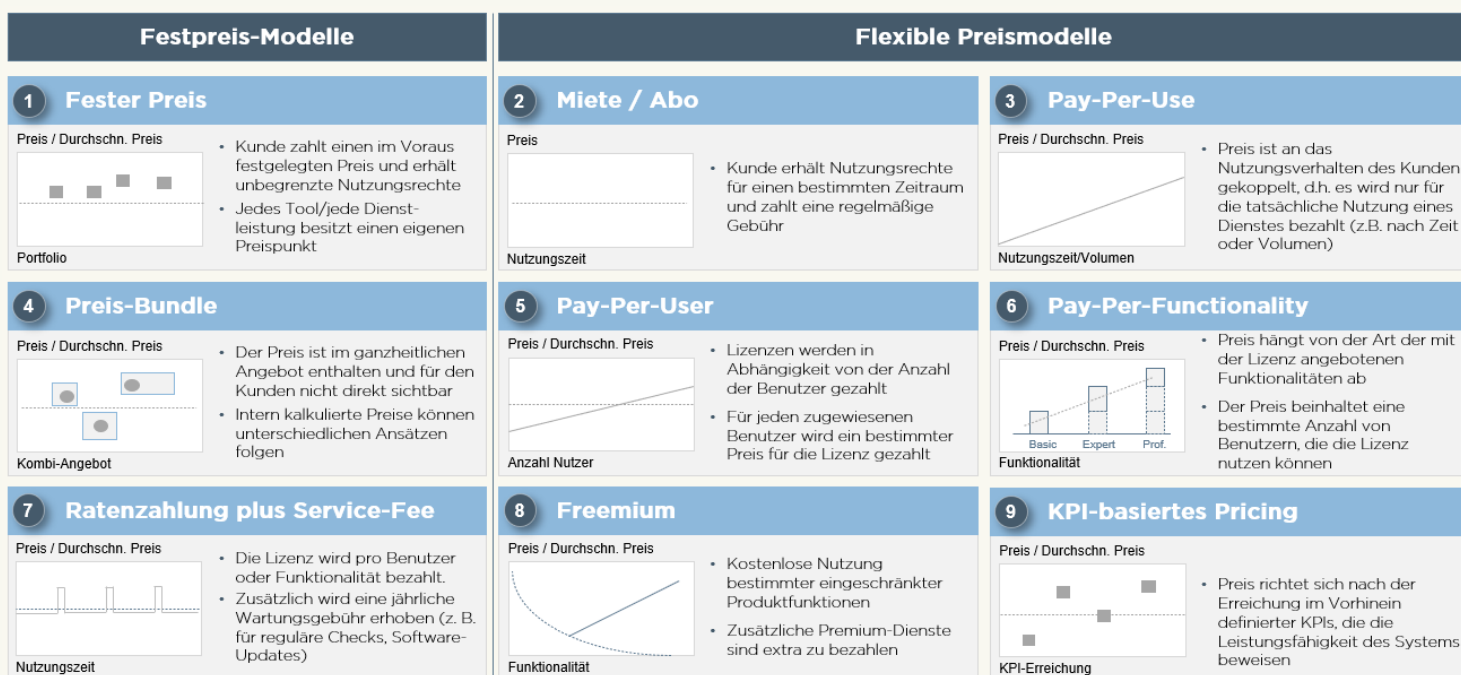 Festpreis-Modelle
Flexible Preismodelle
1 Fester Preis
Preis / Durchschn. Preis
Portfolio
• Kunde zahlt einen im Voraus
festgelegten Preis und erhält
unbegrenzte Nutzungsrechte
• Jedes Tool/jede Dienst-
leistung besitzt einen eigenen
Preispunkt
2 Miete / Abo
Preis
Nutzungszeit
• Kunde erhält Nutzungsrechte
für einen bestimmten Zeitraum
und zahlt eine regelmäßige
Gebühr
3 Pay-Per-Use
Preis / Durchschn. Preis
Nutzungszeit/Volumen
• Preis ist an das
Nutzungsverhalten des Kunden
gekoppelt, d.h. es wird nur für
die tatsächliche Nutzung eines
Dienstes bezahlt (z.B. nach Zeit
oder Volumen)
4 Preis-Bundle
Preis / Durchschn. Preis
Kombi-Angebot
• Der Preis ist im ganzheitlichen
Angebot enthalten und für den
Kunden nicht direkt sichtbar
• Intern kalkulierte Preise können
unterschiedlichen Ansätzen
folgen
5 Pay-Per-User
Preis / Durchschn. Preis
Anzahl Nutzer
• Lizenzen werden in
Abhängigkeit von der Anzahl
der Benutzer gezahlt
• Für jeden zugewiesenen
Benutzer wird ein bestimmter
Preis für die Lizenz gezahlt
6 Pay-Per-Functionality
Preis / Durchschn. Preis
Basic Expert Prof.
Funktionalität
• Preis hängt von der Art der mit
der Lizenz angebotenen
Funktionalitäten ab
• Der Preis beinhaltet eine
bestimmte Anzahl von
Benutzern, die die Lizenz
nutzen können
7 Ratenzahlung plus Service-Fee
Preis / Durchschn. Preis
Nutzungszeit
• Die Lizenz wird pro Benutzer
oder Funktionalität bezahlt.
• Zusätzlich wird eine jährliche
Wartungsgebühr erhoben (z. B.
für reguläre Checks, Software-
Updates)
8 Freemium
Preis / Durchschn. Preis
Funktionalität
• Kostenlose Nutzung
bestimmter eingeschränkter
Produktfunktionen
• Zusätzliche Premium-Dienste
sind extra zu bezahlen
9 KPI-basiertes Pricing
Preis / Durchschn. Preis
KPI-Erreichung
• Preis richtet sich nach der
Erreichung im Vorhinein
definierter KPIs, die die
Leistungsfähigkeit des Systems
beweisen